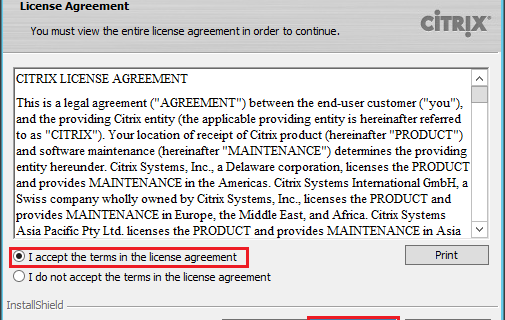 License Agreement
You must view the entire license agreement in order to continue.
CITRIX
CITRIX LICENSE AGREEMENT
This is a legal agreement ("AGREEMENT") between the end-user customer ("you"),
and the providing Citrix entity (the applicable providing entity is hereinafter referred
to as "CITRIX"). Your location of receipt of Citrix product (hereinafter "PRODUCT")
and software maintenance (hereinafter "MAINTENANCE") determines the providing
entity hereunder. Citrix Systems, Inc., a Delaware corporation, licenses the PRODUCT
and provides MAINTENANCE in the Americas. Citrix Systems International GmbH, a
Swiss company wholly owned by Citrix Systems, Inc., licenses the PRODUCT and
provides MAINTENANCE in Europe, the Middle East, and Africa. Citrix Systems
Asia Pacific Pty Ltd. licenses the PRODUCT and provides MAINTENANCE in Asia
I accept the terms in the license agreement
Print
I do not accept the terms in the license agreement
InstallShield